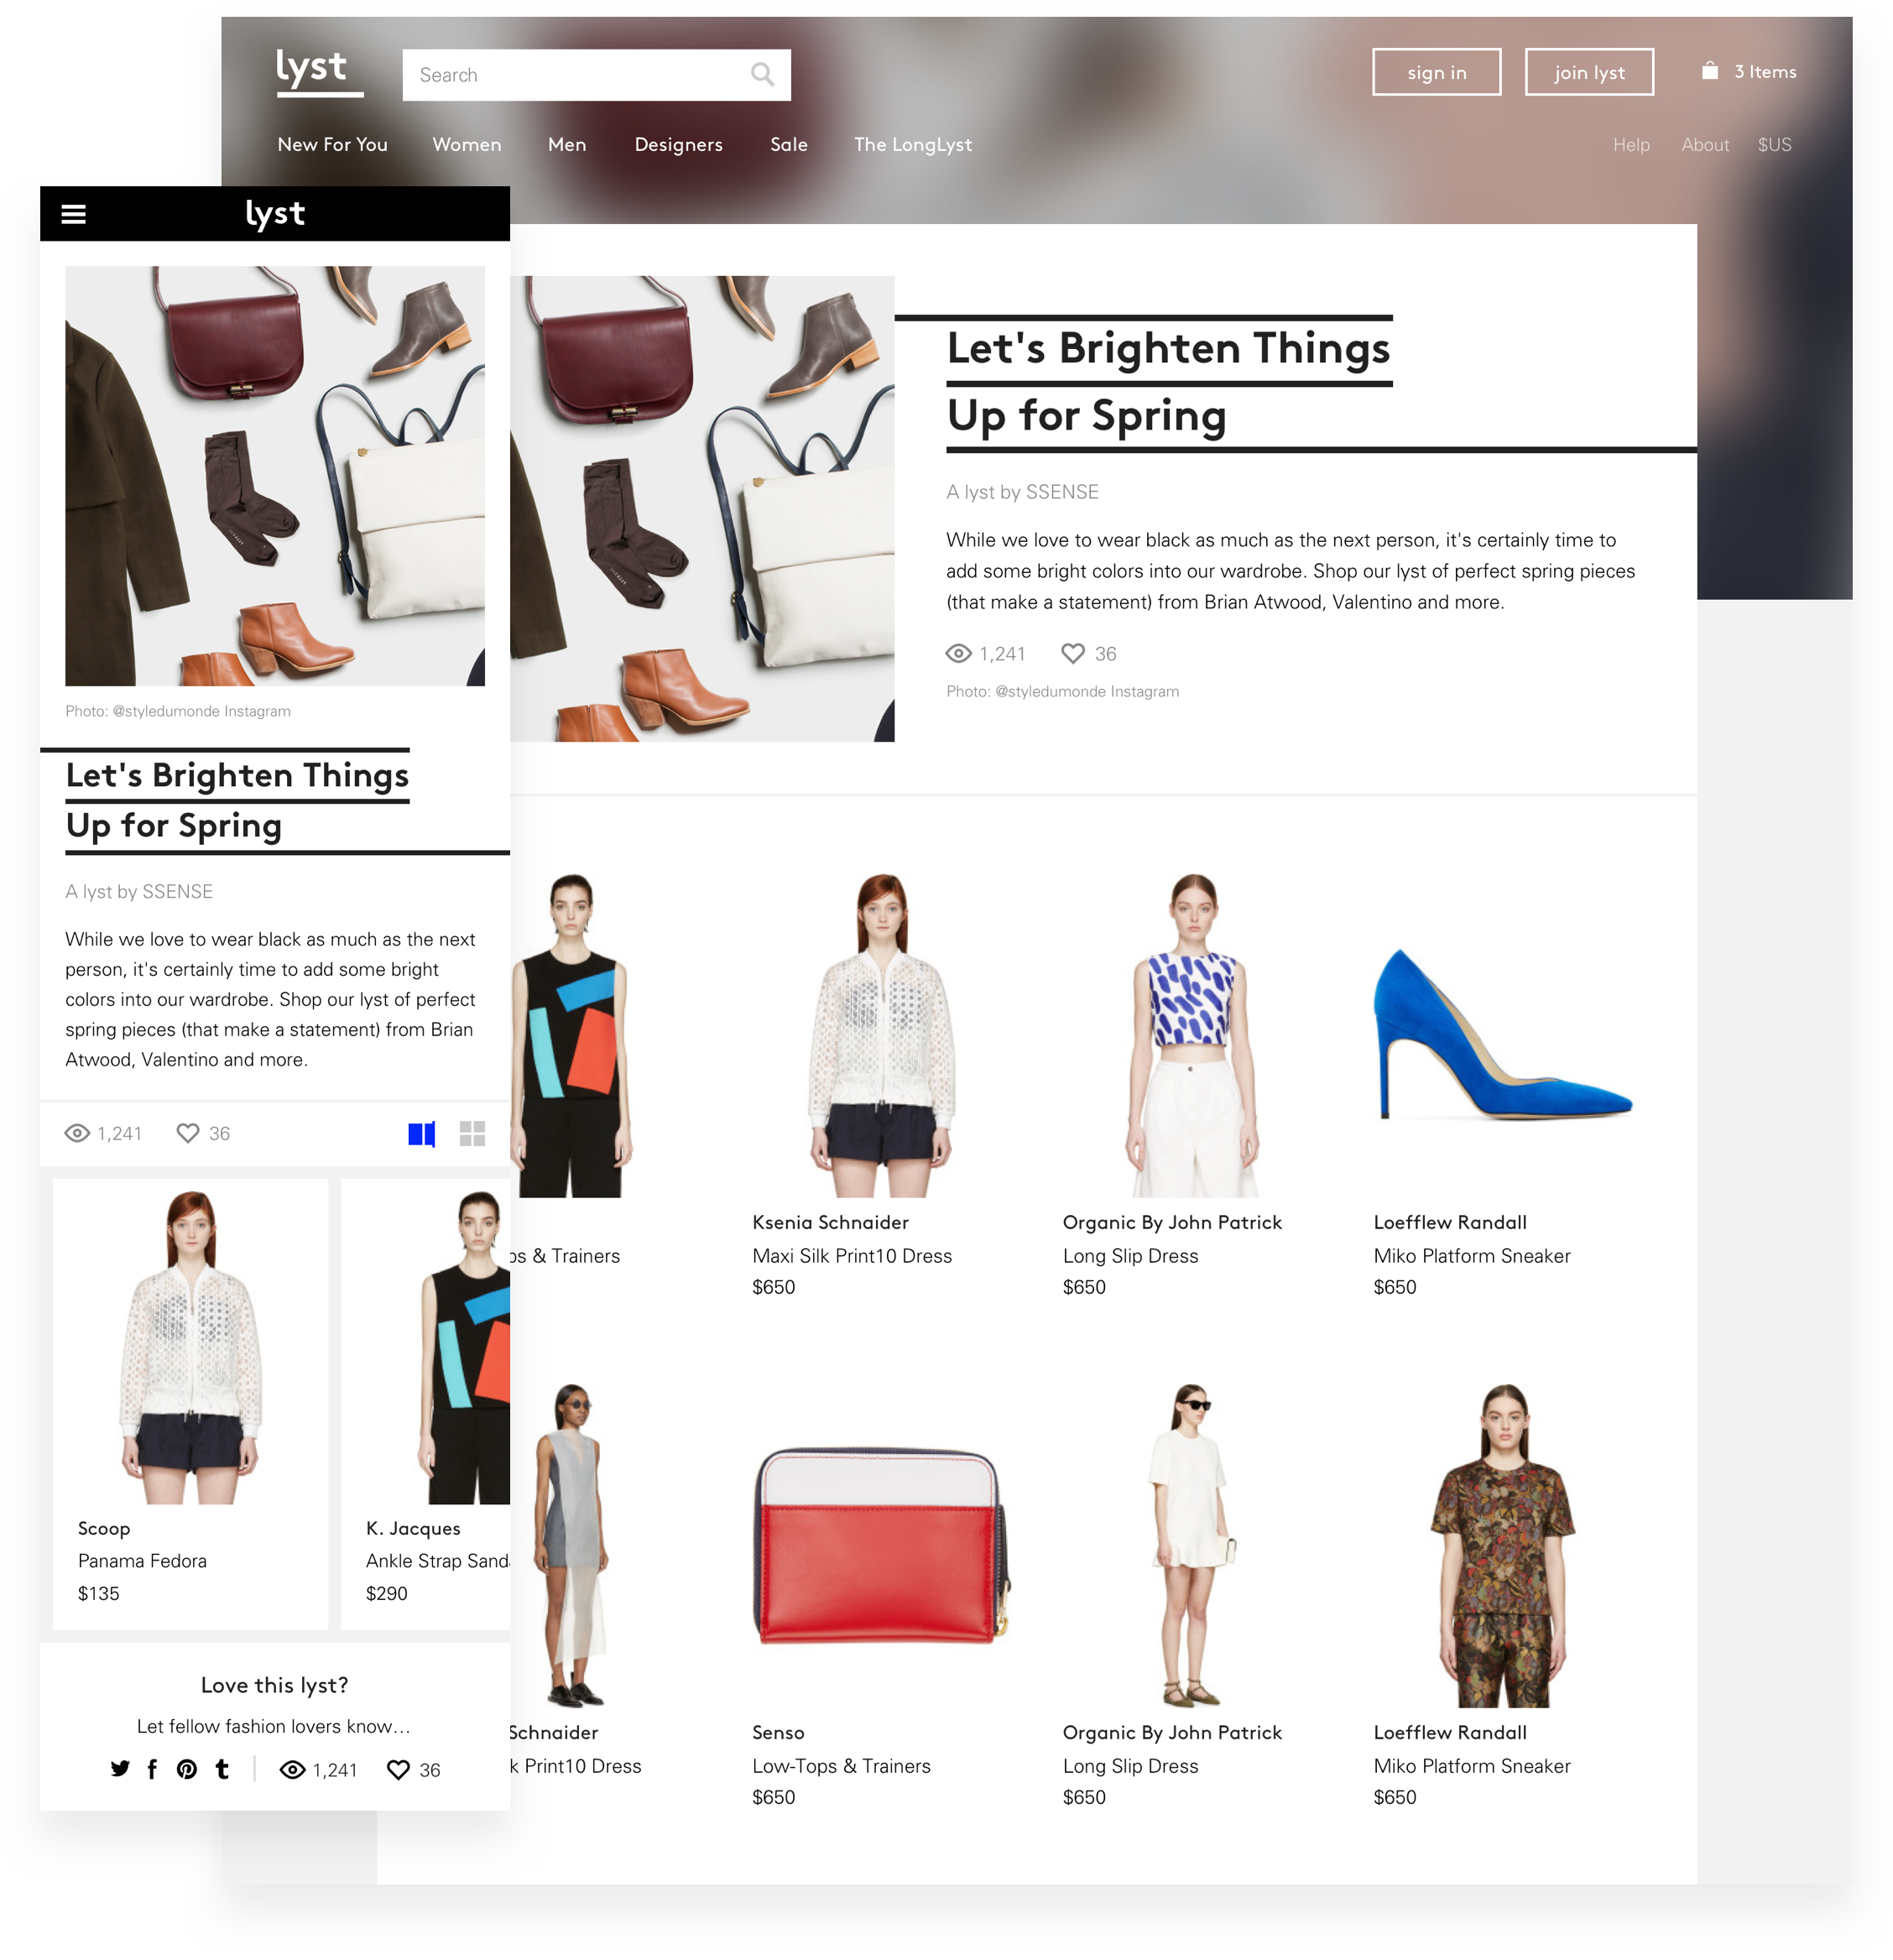 lyst
Search
sign in
join lyst
3 Items
New For You
Women
Men
Designers
Sale
The LongLyst
Help
About
$US
Let's Brighten Things
Up for Spring
A lyst by SSENSE
While we love to wear black as much as the next person, it's certainly time to
add some bright colors into our wardrobe. Shop our lyst of perfect spring pieces
(that make a statement) from Brian Atwood, Valentino and more.
1,241
36
Photo: @styledumonde Instagram
& Trainers
Ksenia Schnaider
Maxi Silk Print10 Dress
$650
Organic By John Patrick
Long Slip Dress
$650
Loefflew Randall
Miko Platform Sneaker
$650
Schnaider
Print10 Dress
Senso
Low-Tops & Trainers
$650
Organic By John Patrick
Long Slip Dress
$650
Loefflew Randall
Miko Platform Sneaker
$650
lyst
Photo: @styledumonde Instagram
Let's Brighten Things
Up for Spring
A lyst by SSENSE
While we love to wear black as much as the next
person, it's certainly time to add some bright
colors into our wardrobe. Shop our lyst of perfect
spring pieces (that make a statement) from Brian
Atwood, Valentino and more.
1,241
36
Scoop
Panama Fedora
$135
K. Jacques
Ankle Strap
$290
Love this lyst?
Let fellow fashion lovers know…
1,241
36